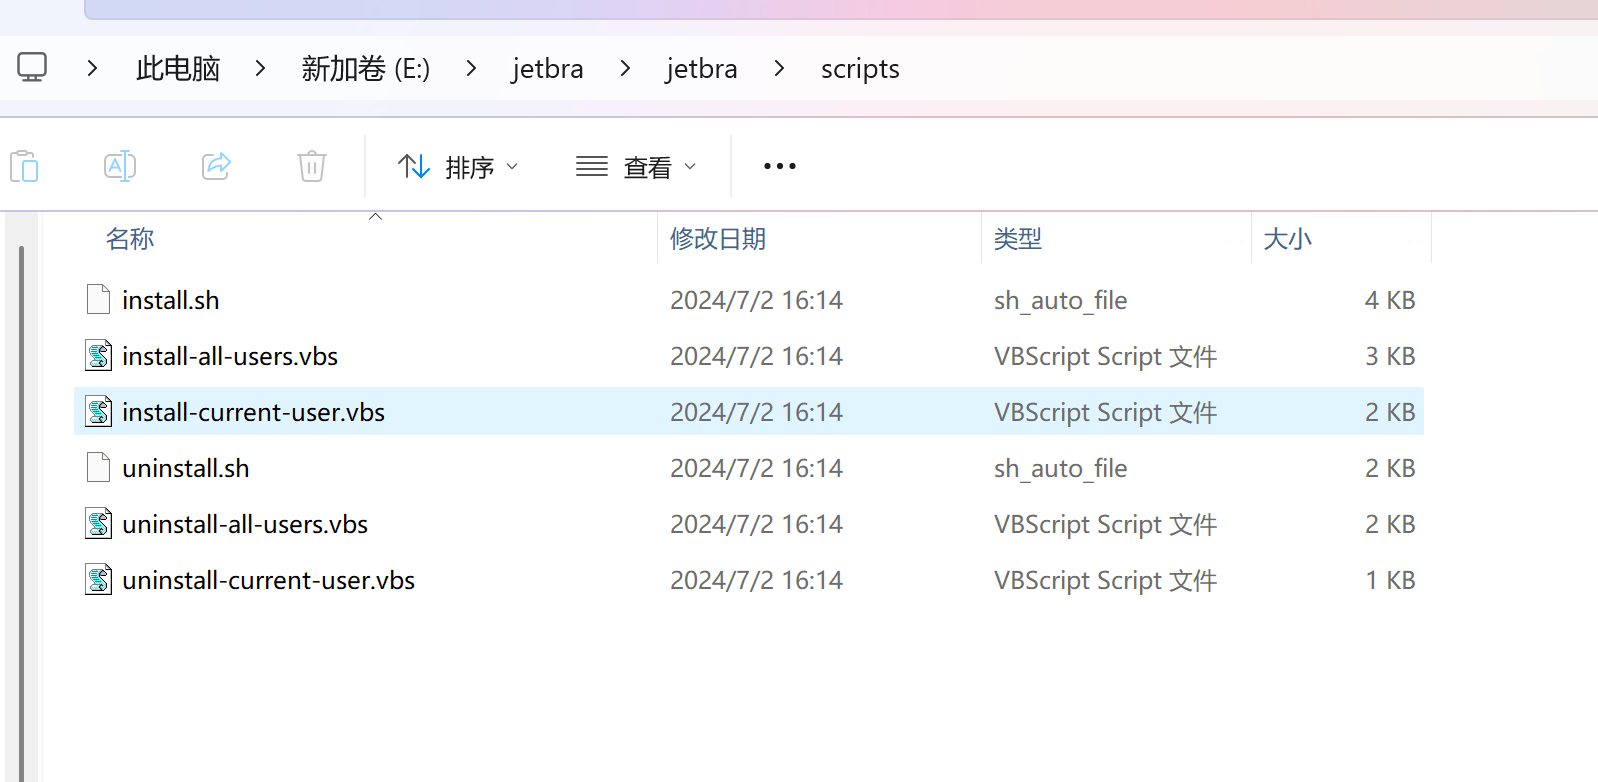 此电脑 新加卷 (E:) jetbra jetbra scripts
排序 查看
名称 修改日期 类型 大小
install.sh 2024/7/2 16:14 sh_auto_file 4 KB
install-all-users.vbs 2024/7/2 16:14 VBScript Script 文件 3 KB
install-current-user.vbs 2024/7/2 16:14 VBScript Script 文件 2 KB
uninstall.sh 2024/7/2 16:14 sh_auto_file 2 KB
uninstall-all-users.vbs 2024/7/2 16:14 VBScript Script 文件 2 KB
uninstall-current-user.vbs 2024/7/2 16:14 VBScript Script 文件 1 KB